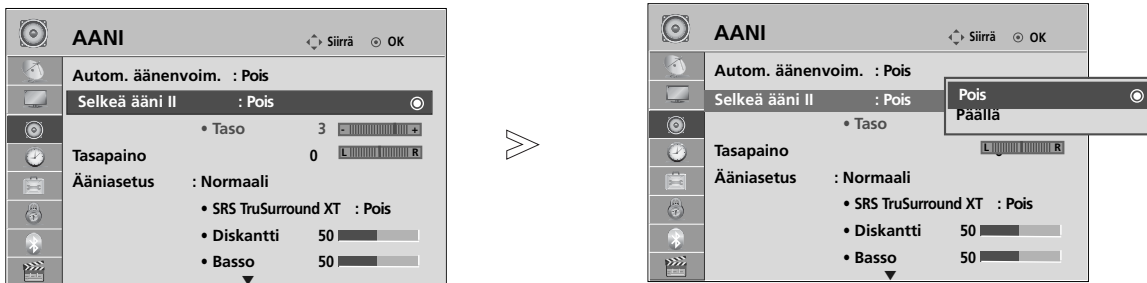 AANI Siirrä OK
Autom. äänenvoim. : Pois
Selkeä ääni II : Pois
• Taso 3 - +
Tasapaino 0 L R
Ääniasetus : Normaali
• SRS TruSurround XT : Pois
• Diskantti 50
• Basso 50
AANI Siirrä OK
Autom. äänenvoim. : Pois
Selkeä ääni II : Pois
Pois
Päällä
• Taso
Tasapaino L R
Ääniasetus : Normaali
• SRS TruSurround XT : Pois
• Diskantti 50
• Basso 50